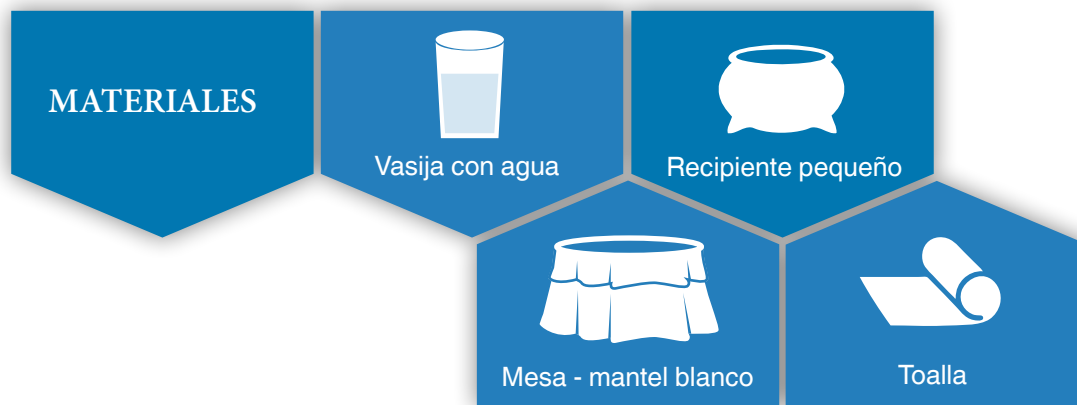 MATERIALES
Vasija con agua
Recipiente pequeño
Mesa - mantel blanco
Toalla